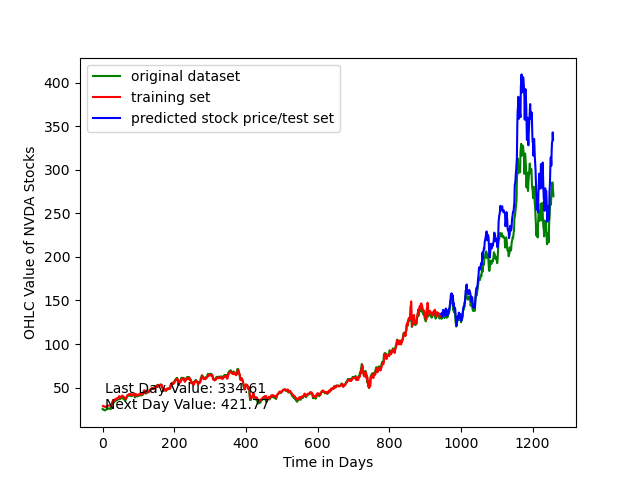 original dataset
training set
predicted stock price/test set
OHLC Value of NVDA Stocks
400
350
300
250
200
150
100
50
Last Day Value: 334.61
Next Day Value: 421.77
0 200 400 600 800 1000 1200
Time in Days